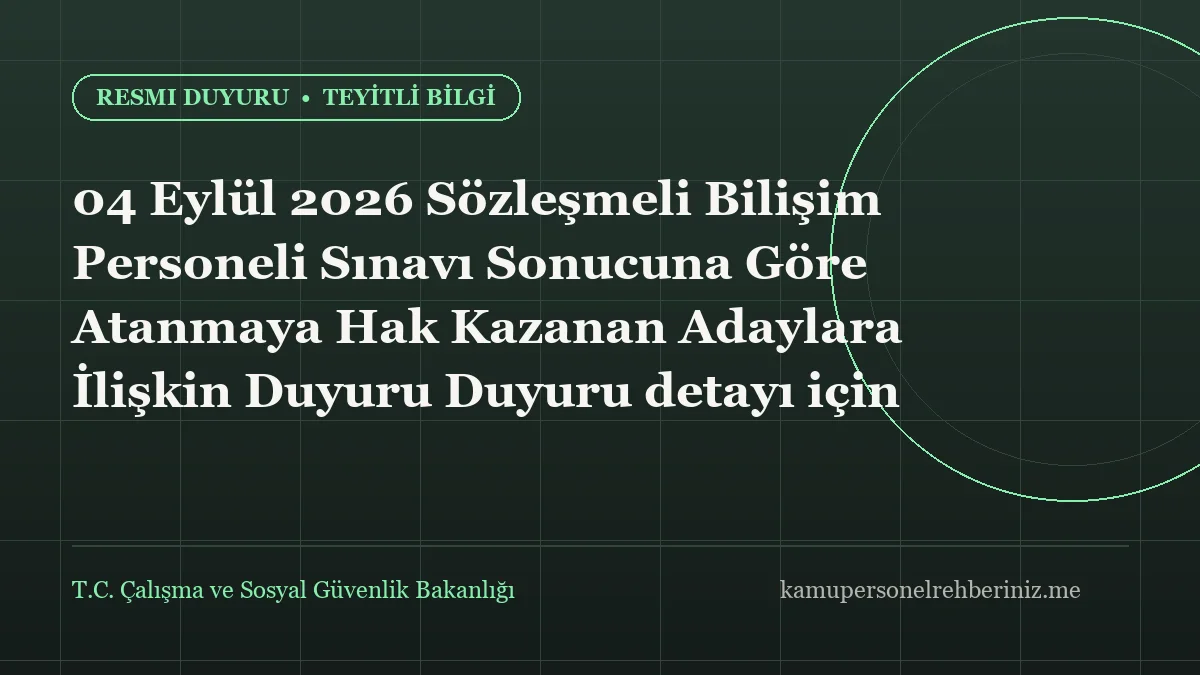 RESMI DUYURU • TEYİTLİ BİLGİ
04 Eylül 2026 Sözleşmeli Bilişim
Personeli Sınavı Sonucuna Göre
Atanmaya Hak Kazanan Adaylara
İlişkin Duyuru Duyuru detayı için
T.C. Çalışma ve Sosyal Güvenlik Bakanlığı
kamupersonelrehberiniz.me